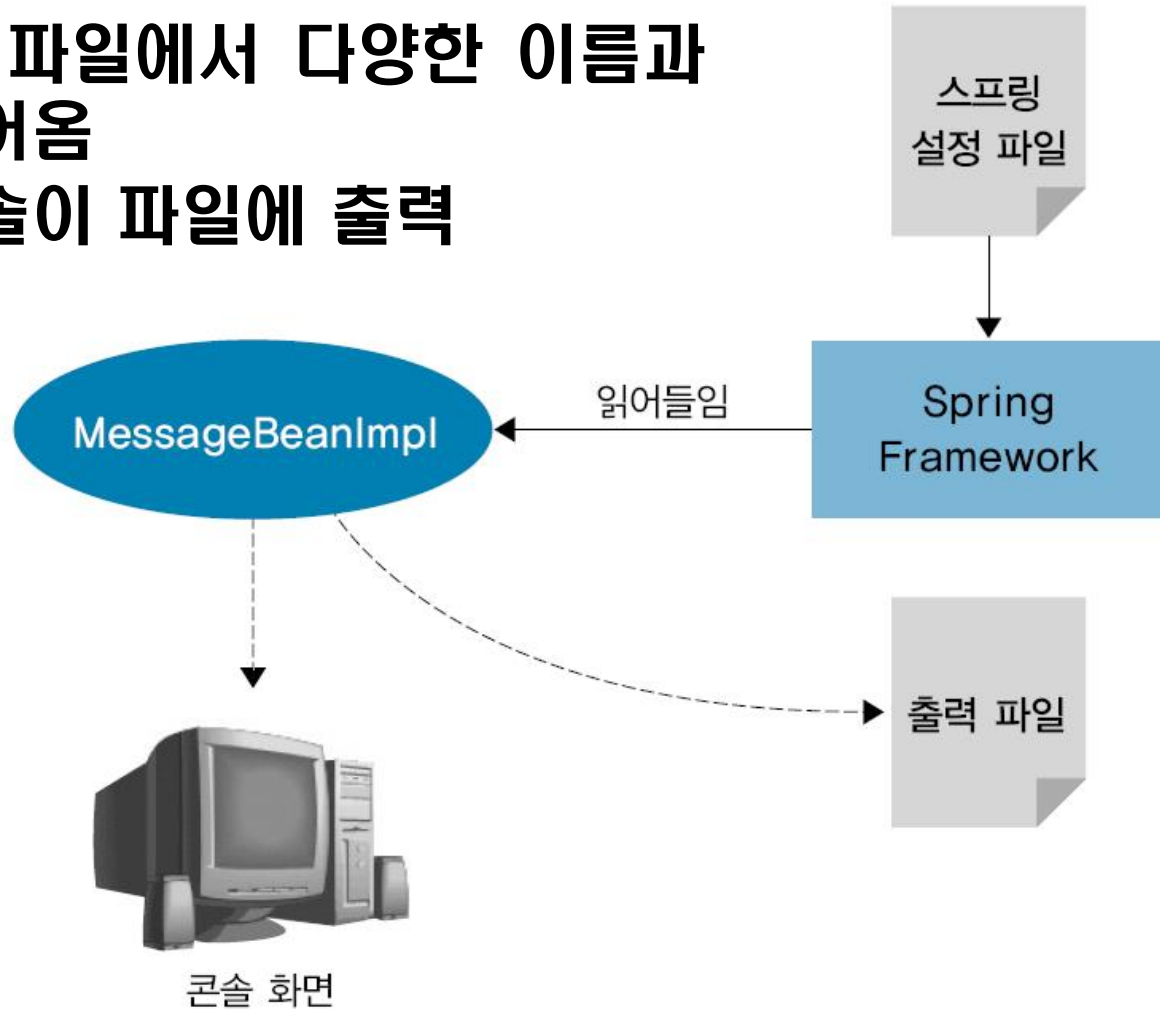 파일에서 다양한 이름과
어옴
솔이 파일에 출력
스프링
설정 파일
읽어들임
MessageBeanImpl
Spring
Framework
출력 파일
콘솔 화면